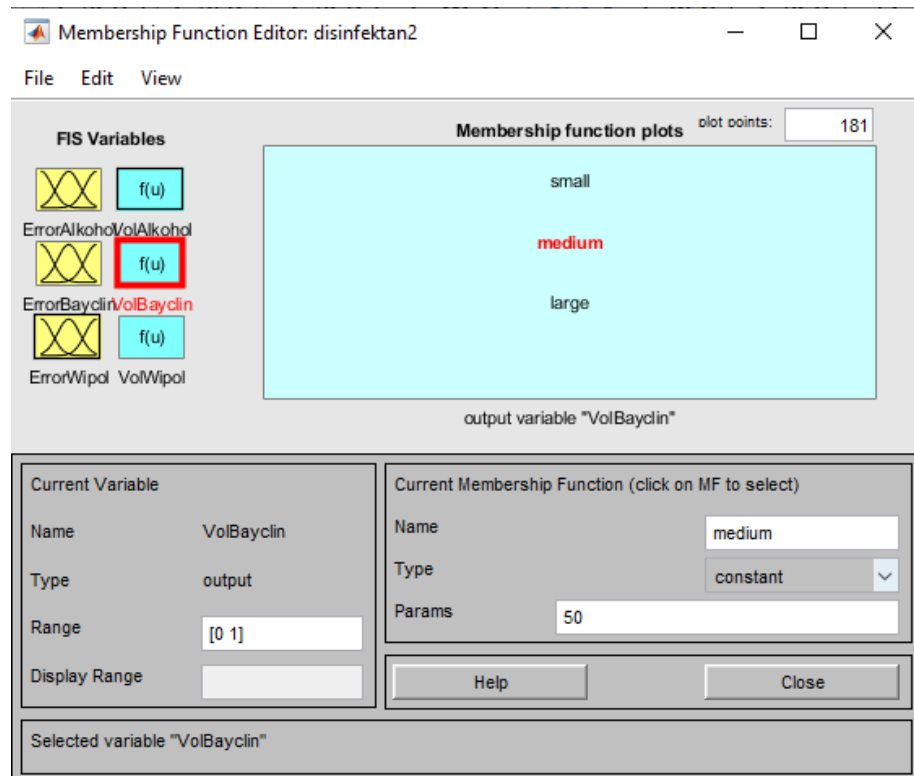 Membership Function Editor: disinfektan2
File Edit View
FIS Variables
Membership function plots
plot points:
181
f(u)
ErrorAlkohol
VolAlkohol
f(u)
ErrorBayclin
VolBayclin
f(u)
ErrorWipol
VolWipol
small
medium
large
output variable "VolBayclin"
Current Variable
Name VolBayclin
Type output
Range [0 1]
Display Range
Current Membership Function (click on MF to select)
Name medium
Type constant
Params 50
Help
Close
Selected variable "VolBayclin"